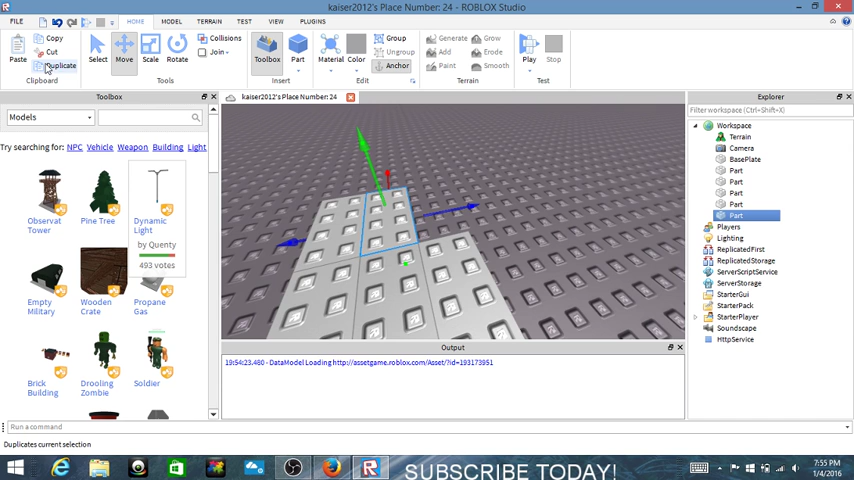 kaiser2012's Place Number: 24 - ROBLOX Studio
FILE HOME MODEL TERRAIN TEST VIEW PLUGINS
Paste Copy Cut Duplicate Select Move Scale Rotate Collisions Join Toolbox Part Material Color Group Ungroup Anchor Generate Add Paint Grow Erode Smooth Play Stop
Clipboard Tools Insert Edit Terrain Test
Toolbox
Models
Try searching for: NPC Vehicle Weapon Building Light
Observat
Tower
Pine Tree
Dynamic
Light
by Quenty
493 votes
Empty
Military
Wooden
Crate
Propane
Gas
Brick
Building
Drooling
Zombie
Soldier
kaiser2012's Place Number: 24
Output
19:54:23.480 - DataModel Loading http://assetgame.roblox.com/Asset/?id=193173951
Explorer
Filter workspace (Ctrl+Shift+X)
Workspace
Terrain
Camera
BasePlate
Part
Part
Part
Part
Part
Players
Lighting
ReplicatedFirst
ReplicatedStorage
ServerScriptService
ServerStorage
StarterGui
StarterPack
StarterPlayer
Soundscape
HttpService
Run a command
Duplicates current selection
SUBSCRIBE TODAY!
7:55 PM
1/4/2016